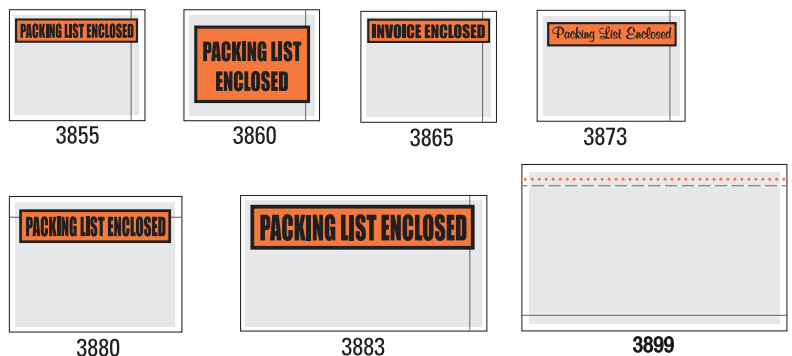 PACKING LIST ENCLOSED
3855
PACKING LIST
ENCLOSED
3860
INVOICE ENCLOSED
3865
Packing List Enclosed
3873
PACKING LIST ENCLOSED
3880
PACKING LIST ENCLOSED
3883
3899